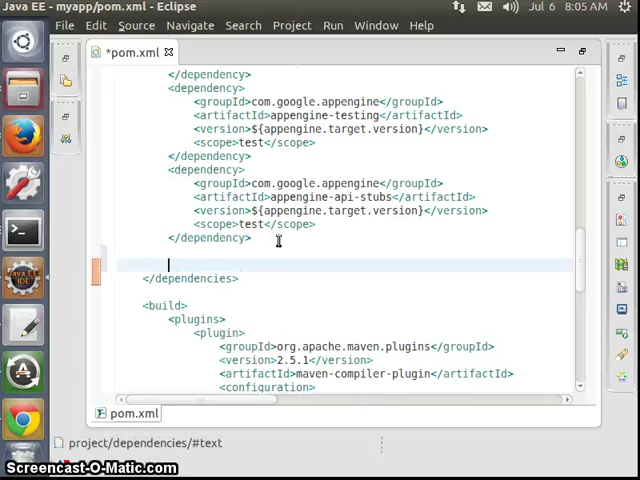 Java EE - myapp/pom.xml - Eclipse
Jul 6
8:05 AM
File Edit Source Navigate Search Project Run Window Help
*pom.xml
</dependency>
<dependency>
<groupId>com.google.appengine</groupId>
<artifactId>appengine-testing</artifactId>
<version>${appengine.target.version}</version>
<scope>test</scope>
</dependency>
<dependency>
<groupId>com.google.appengine</groupId>
<artifactId>appengine-api-stubs</artifactId>
<version>${appengine.target.version}</version>
<scope>test</scope>
</dependency>
</dependencies>
<build>
<plugins>
<plugin>
<groupId>org.apache.maven.plugins</groupId>
<version>2.5.1</version>
<artifactId>maven-compiler-plugin</artifactId>
<configuration>
pom.xml
project/dependencies/#text
Java EE
IDE
Screencast-O-Matic.com